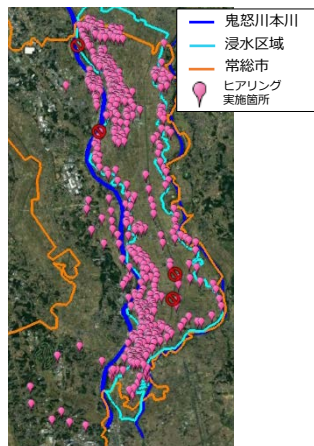 鬼怒川本川
浸水区域
常総市
ヒアリング
実施箇所